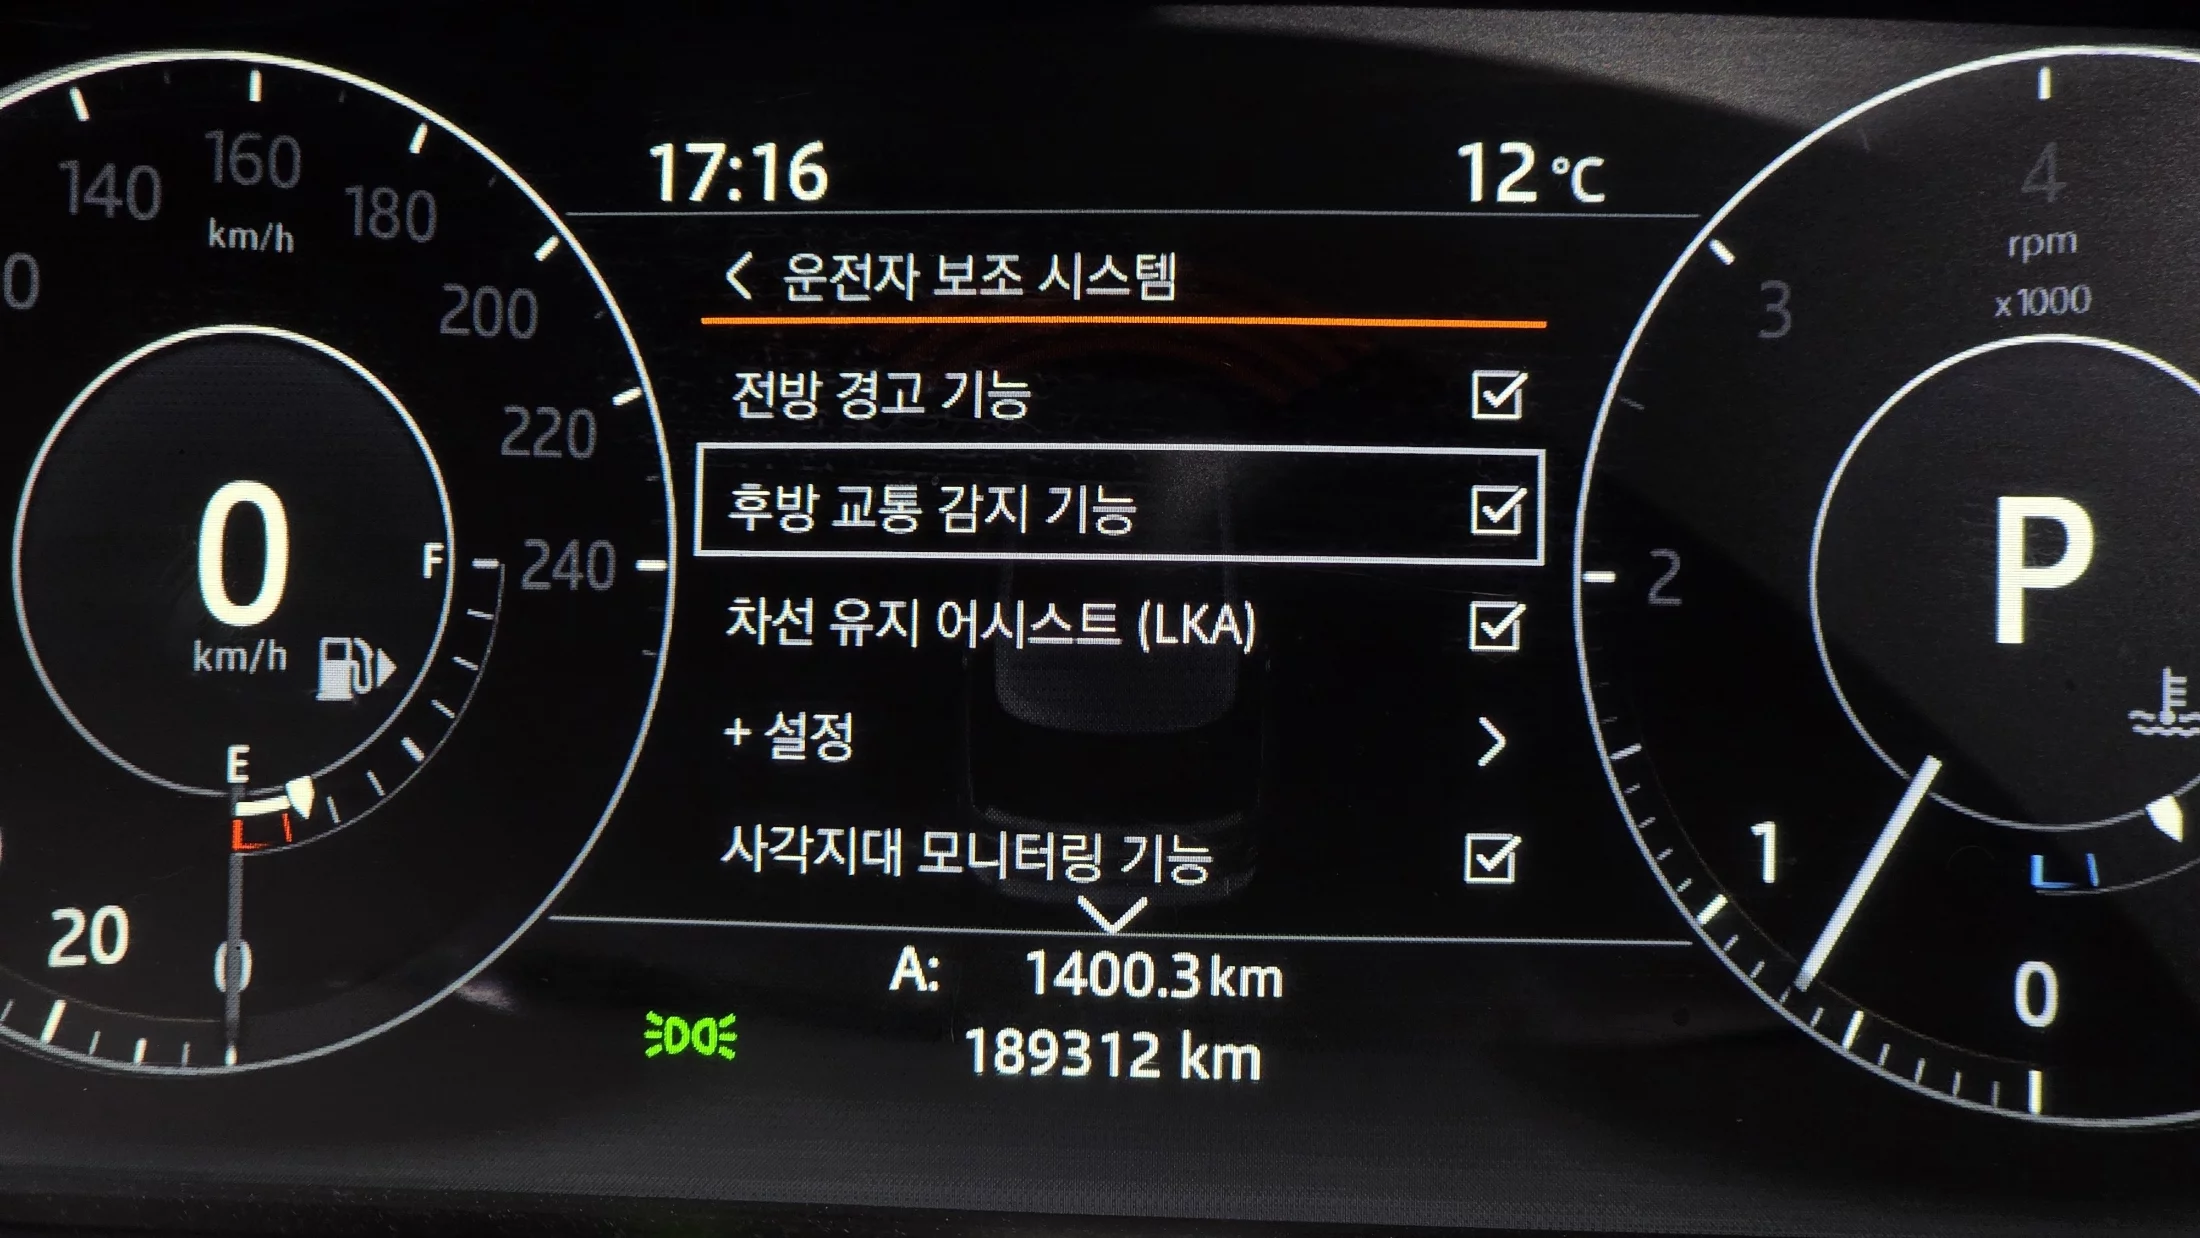 17:16 12 °C
< 운전자 보조 시스템
전방 경고 기능
후방 교통 감지 기능
차선 유지 어시스트 (LKA)
+ 설정 >
사각지대 모니터링 기능
A: 1400.3 km
189312 km
140 160 180
km/h
200
220
240
0
km/h
F
E
20
0
4
rpm
x1000
3
2
P
1
0